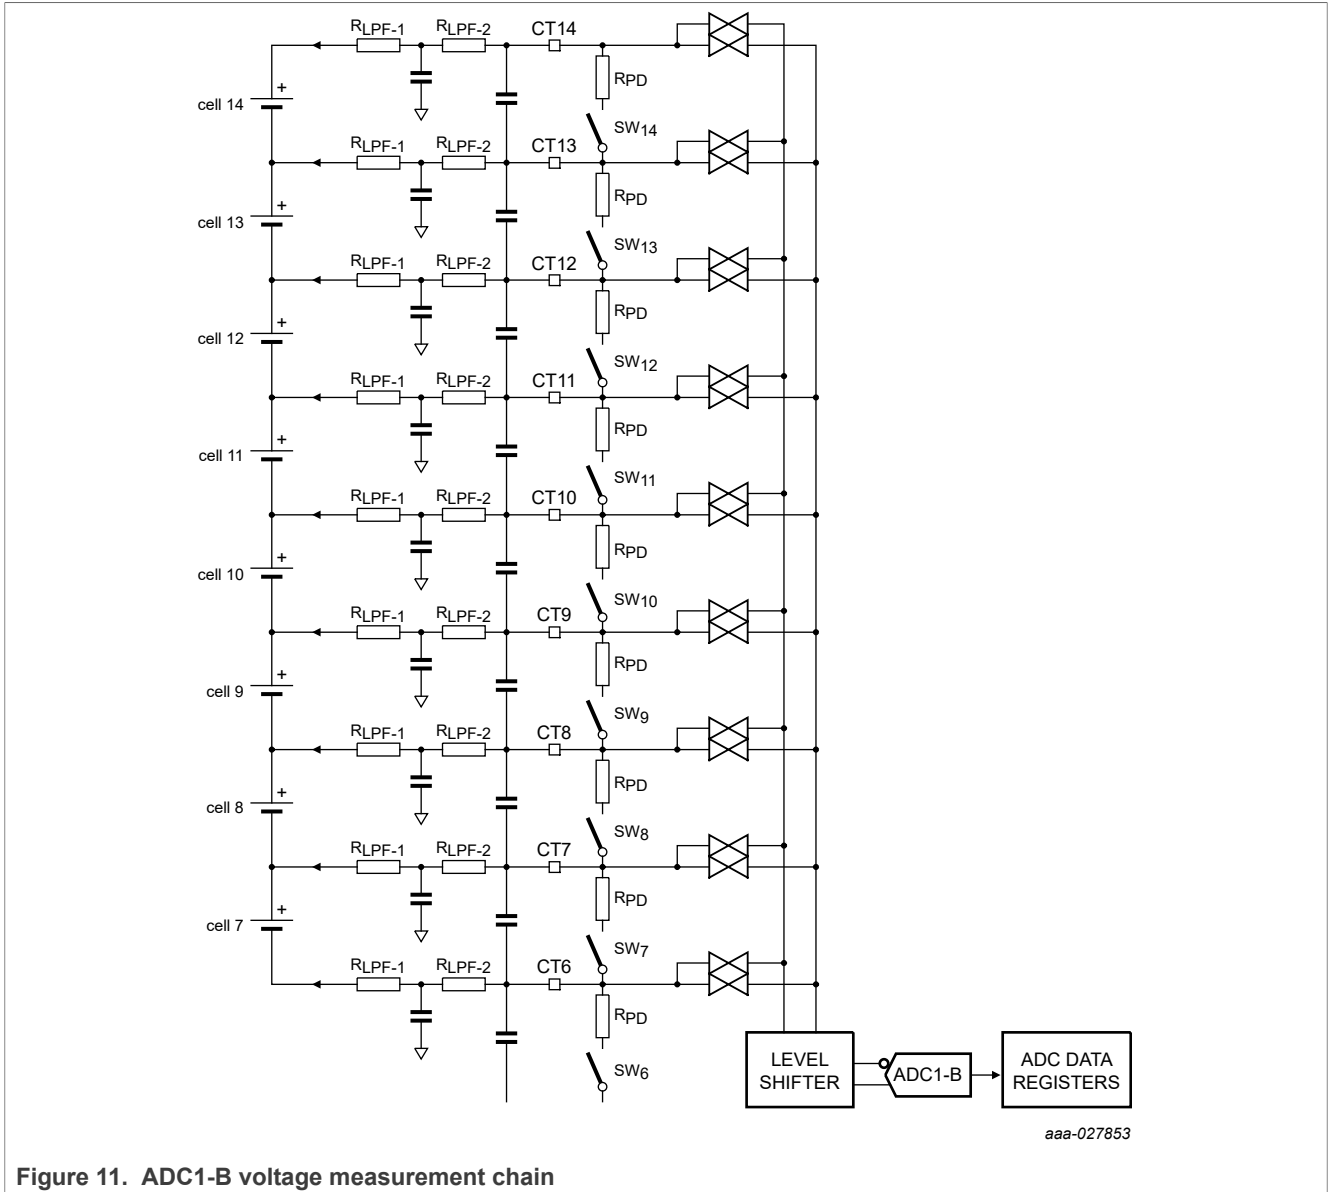 RLPF-1 RLPF-2 CT14
RPD
cell 14 +
SW14
RLPF-1 RLPF-2 CT13
RPD
cell 13 +
SW13
RLPF-1 RLPF-2 CT12
RPD
cell 12 +
SW12
RLPF-1 RLPF-2 CT11
RPD
cell 11 +
SW11
RLPF-1 RLPF-2 CT10
RPD
cell 10 +
SW10
RLPF-1 RLPF-2 CT9
RPD
cell 9 +
SW9
RLPF-1 RLPF-2 CT8
RPD
cell 8 +
SW8
RLPF-1 RLPF-2 CT7
RPD
cell 7 +
SW7
RLPF-1 RLPF-2 CT6
RPD
SW6
LEVEL
SHIFTER
ADC1-B
ADC DATA
REGISTERS
aaa-027853
Figure 11. ADC1-B voltage measurement chain